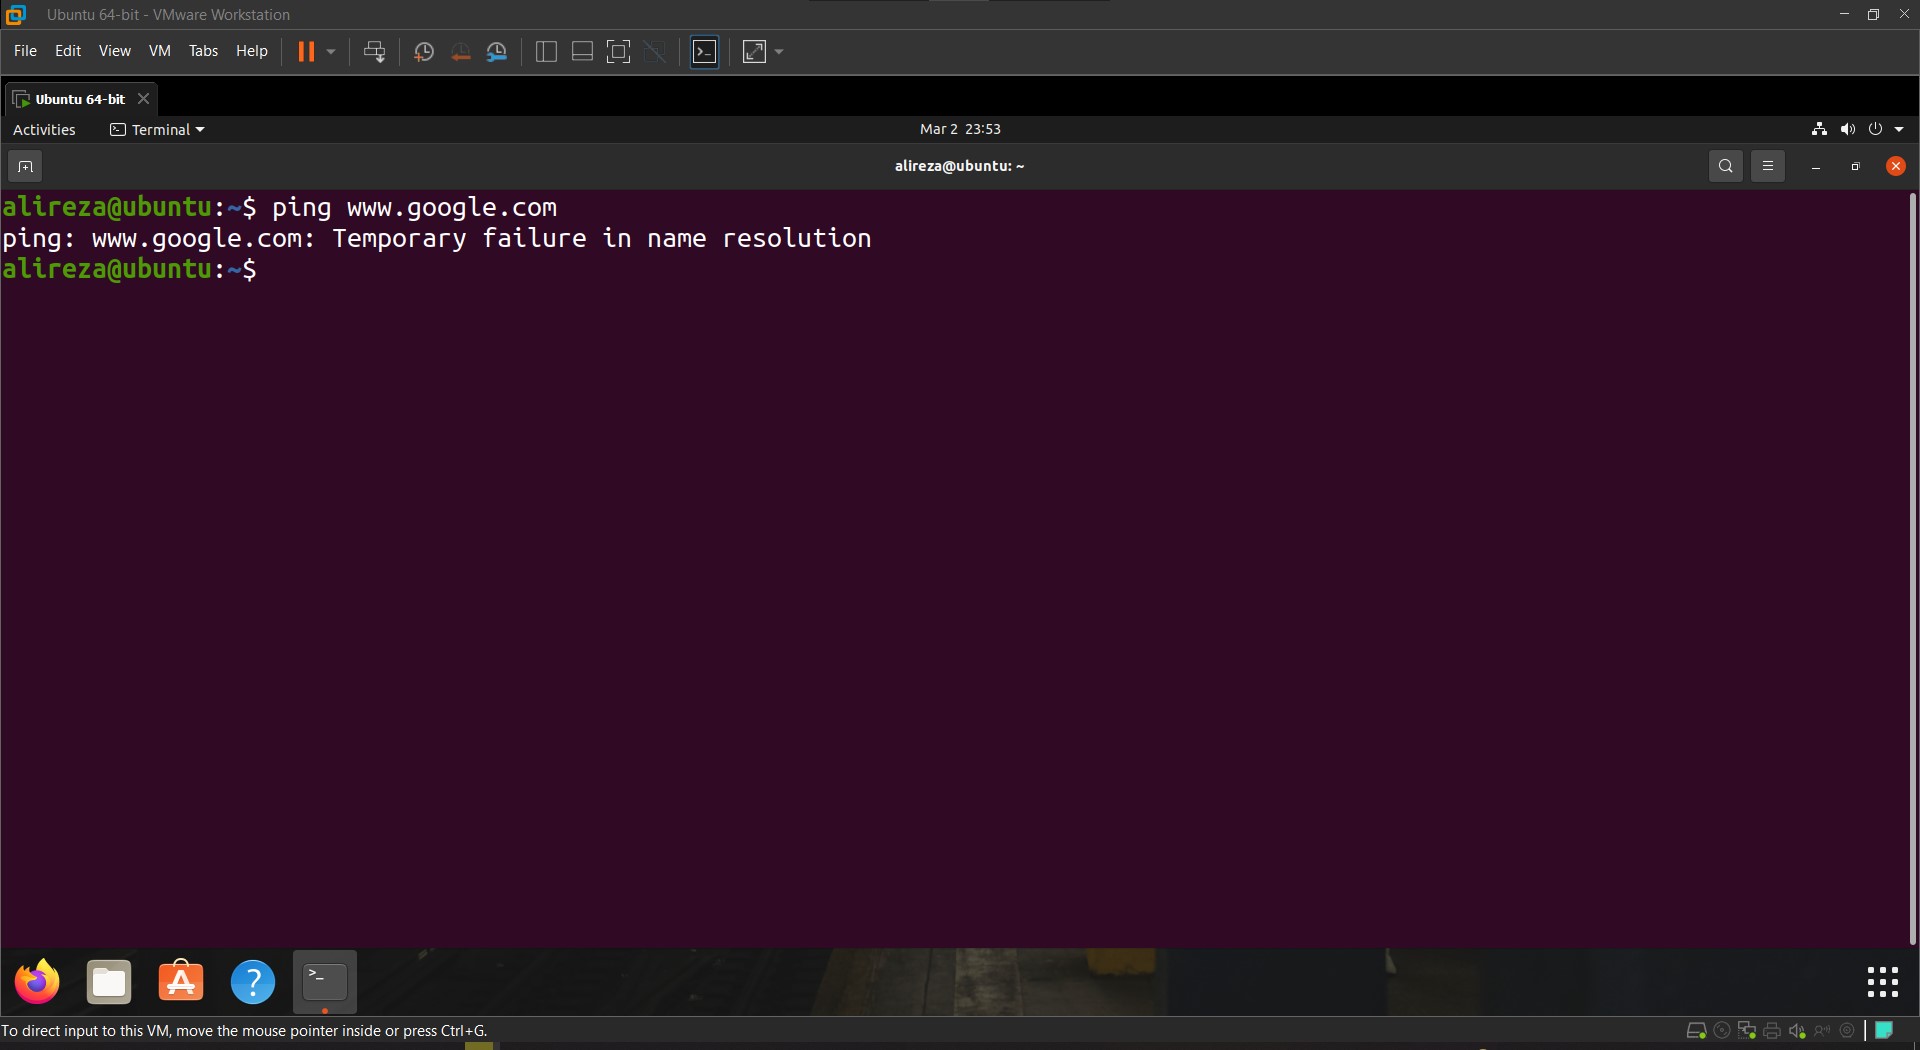 Ubuntu 64-bit - VMware Workstation
File Edit View VM Tabs Help
Ubuntu 64-bit
Activities Terminal Mar 2 23:53
alireza@ubuntu: ~
alireza@ubuntu:~$ ping www.google.com
ping: www.google.com: Temporary failure in name resolution
alireza@ubuntu:~$
To direct input to this VM, move the mouse pointer inside or press Ctrl+G.